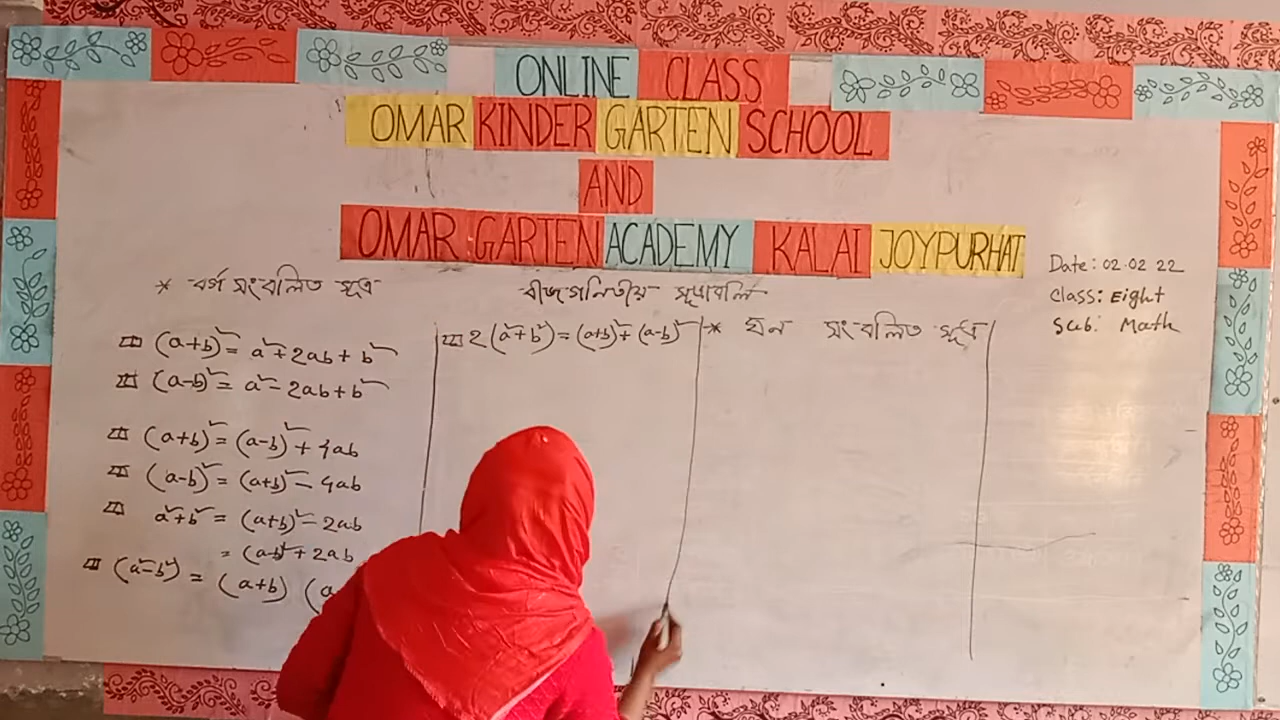 ONLINE CLASS
OMAR KINDER GARTEN SCHOOL
AND
OMAR GARTEN ACADEMY KALAI JOYPURHAT
Date: 02.02 22
Class: Eight
Sub: Math
বীজগনিতীয় সূত্রাবলি
* বর্গ সংবলিত সূত্র
(a+b)² = a²+2ab+b²
(a-b)² = a²-2ab+b²
(a+b)² = (a-b)²+4ab
(a-b)² = (a+b)²-4ab
a²+b² = (a+b)²-2ab
= (a-b)²+2ab
(a²-b²) = (a+b) (a
2(a²+b²) = (a+b)²+(a-b)²
* ঘন সংবলিত সূত্র